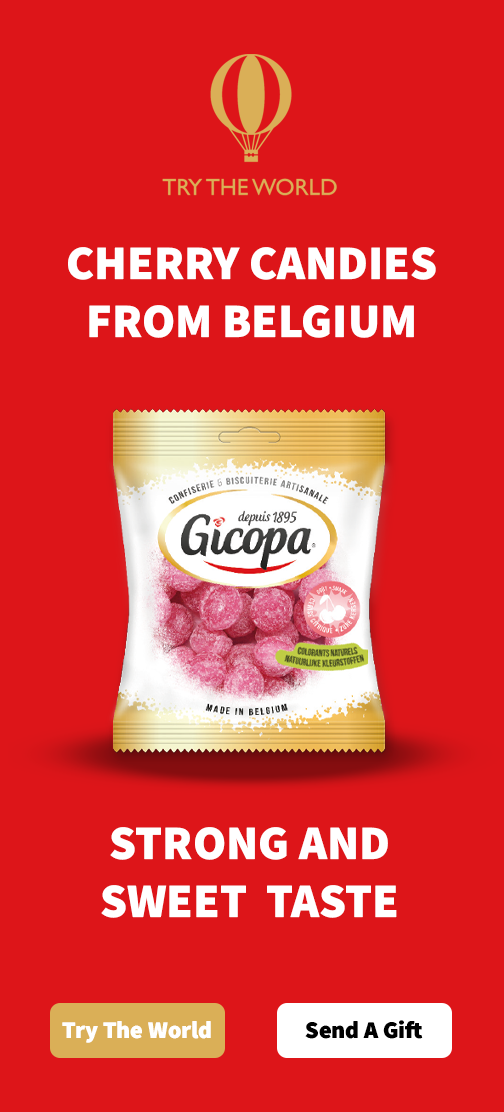 TRY THE WORLD
CHERRY CANDIES
FROM BELGIUM
CONFISERIE & BISCUITERIE ARTISANALE
depuis 1895
Gicopa
COLORANTS NATURELS
NATUURLIJKE KLEURSTOFFEN
MADE IN BELGIUM
STRONG AND
SWEET TASTE
Try The World
Send A Gift